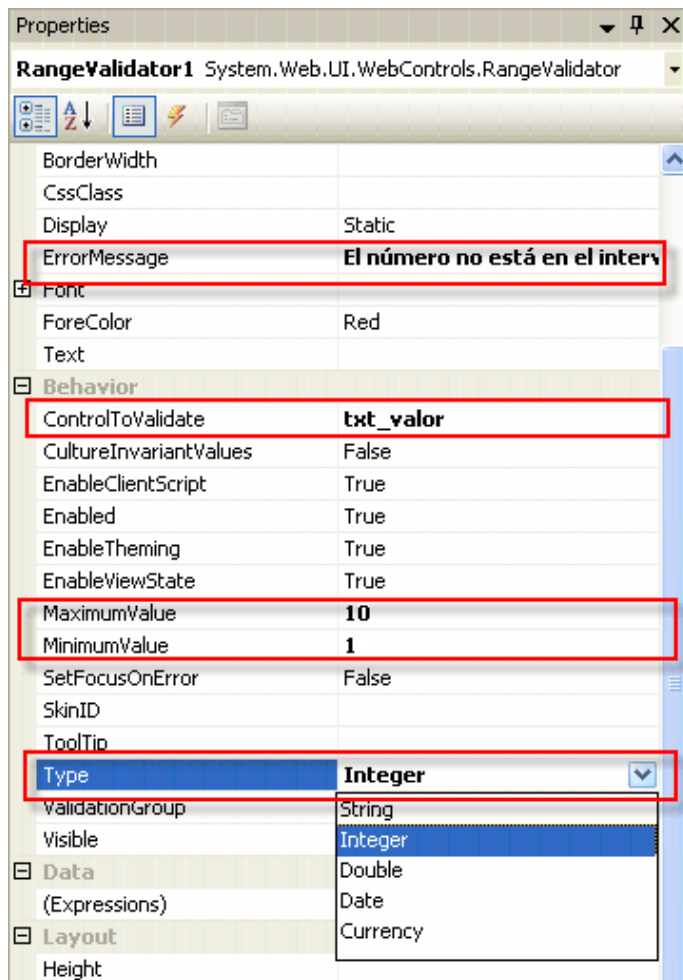 Properties
RangeValidator1 System.Web.UI.WebControls.RangeValidator
BorderWidth
CssClass
Display Static
ErrorMessage El número no está en el interv
Font
ForeColor Red
Text
Behavior
ControlToValidate txt_valor
CultureInvariantValues False
EnableClientScript True
Enabled True
EnableTheming True
EnableViewState True
MaximumValue 10
MinimumValue 1
SetFocusOnError False
SkinID
ToolTip
Type Integer
ValidationGroup String
Visible Integer
Data Double
(Expressions) Date
Layout Currency
Height